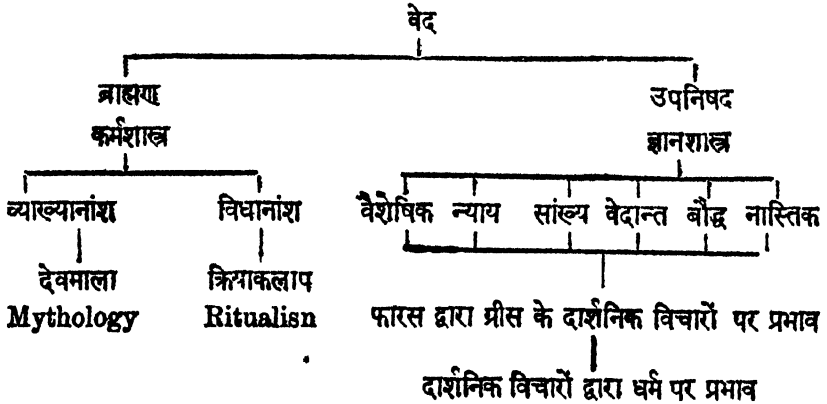 वेद
ब्राह्मण उपनिषद
कर्मशास्त्र ज्ञानशास्त्र
व्याख्यानांश विधानांश वैशेषिक न्याय सांख्य वेदान्त बौद्ध नास्तिक
देवमाला क्रियाकलाप
Mythology Ritualisn फारस द्वारा ग्रीस के दार्शनिक विचारों पर प्रभाव
दार्शनिक विचारों द्वारा धर्म पर प्रभाव